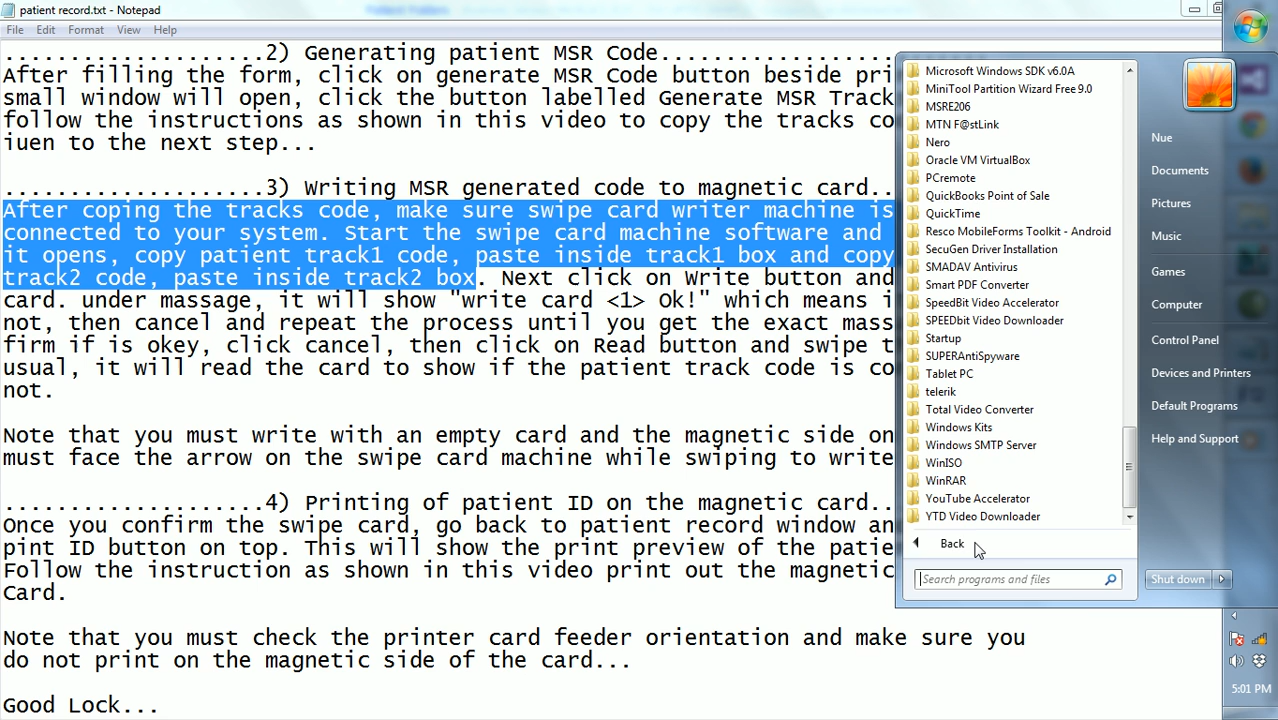 patient record.txt - Notepad
File Edit Format View Help
....................2) Generating patient MSR Code....................
After filling the form, click on generate MSR Code button beside pri
small window will open, click the button labelled Generate MSR Track
follow the instructions as shown in this video to copy the tracks co
iuen to the next step...
....................3) Writing MSR generated code to magnetic card..
After coping the tracks code, make sure swipe card writer machine is
connected to your system. Start the swipe card machine software and
it opens, copy patient track1 code, paste inside track1 box and copy
track2 code, paste inside track2 box. Next click on Write button and
card. under massage, it will show "write card <1> Ok!" which means i
not, then cancel and repeat the process until you get the exact mass
firm if is okey, click cancel, then click on Read button and swipe t
usual, it will read the card to show if the patient track code is co
not.
Note that you must write with an empty card and the magnetic side on
must face the arrow on the swipe card machine while swiping to write
....................4) Printing of patient ID on the magnetic card..
Once you confirm the swipe card, go back to patient record window an
pint ID button on top. This will show the print preview of the patie
Follow the instruction as shown in this video print out the magnetic
Card.
Note that you must check the printer card feeder orientation and make sure you
do not print on the magnetic side of the card...
Good Lock...
Microsoft Windows SDK v6.0A
MiniTool Partition Wizard Free 9.0
MSRE206
MTN F@stLink
Nero
Oracle VM VirtualBox
PCremote
QuickBooks Point of Sale
QuickTime
Resco MobileForms Toolkit - Android
SecuGen Driver Installation
SMADAV Antivirus
Smart PDF Converter
SpeedBit Video Accelerator
SPEEDbit Video Downloader
Startup
SUPERAntiSpyware
Tablet PC
telerik
Total Video Converter
Windows Kits
Windows SMTP Server
WinISO
WinRAR
YouTube Accelerator
YTD Video Downloader
Back
Search programs and files
Nue
Documents
Pictures
Music
Games
Computer
Control Panel
Devices and Printers
Default Programs
Help and Support
Shut down
5:01 PM